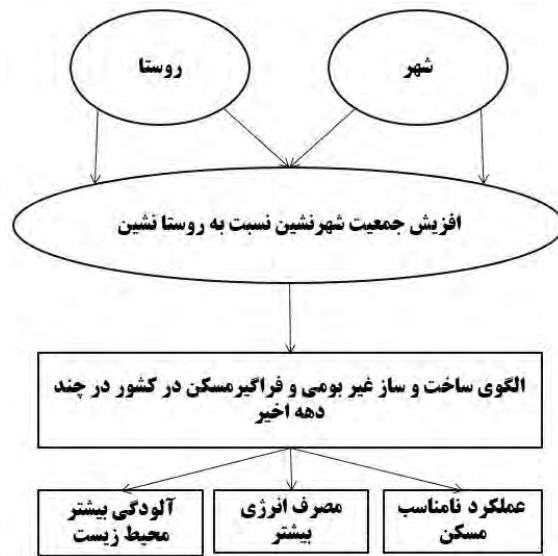 شهر
روستا
افزیش جمعیت شهرنشین نسبت به روستا نشین
الگوی ساخت و ساز غیر بومی و فراگیرمسکن در کشور در چند
دهه اخیر
عملکرد نامناسب
مسکن
مصرف انرژی
بیشتر
آلودگی بیشتر
محیط زیست